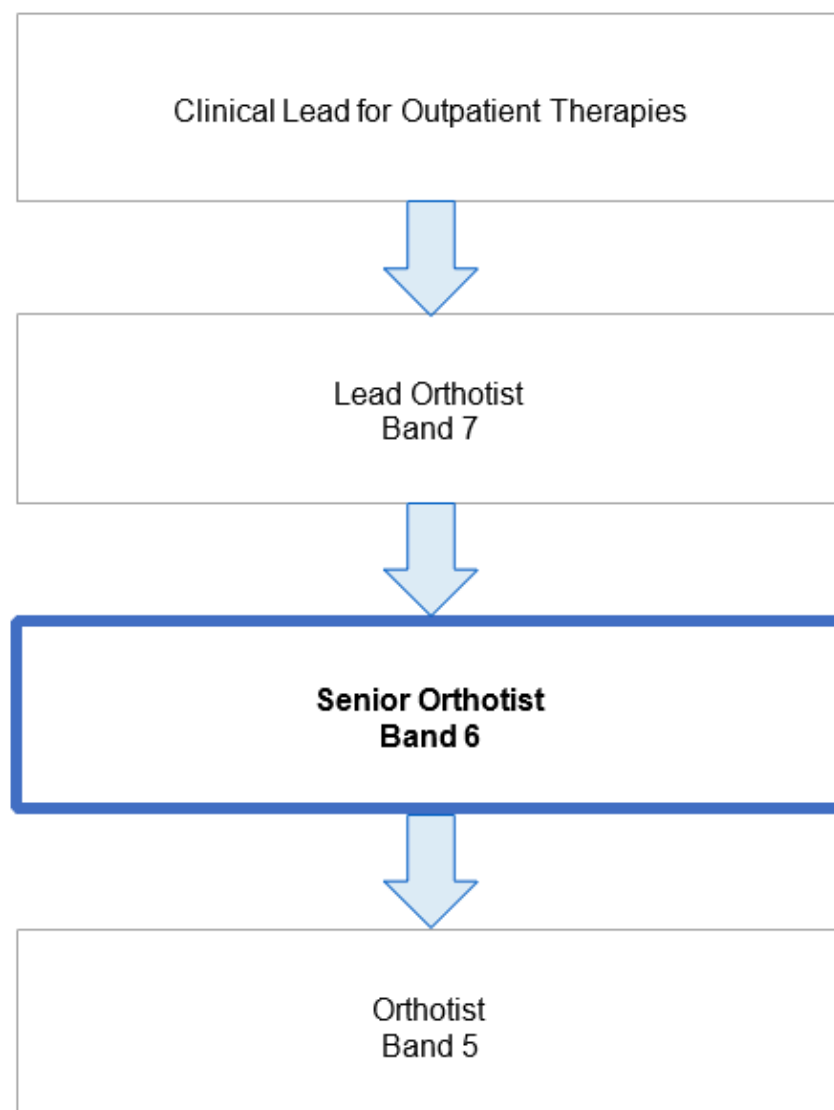 Clinical Lead for Outpatient Therapies
Lead Orthotist
Band 7
Senior Orthotist
Band 6
Orthotist
Band 5